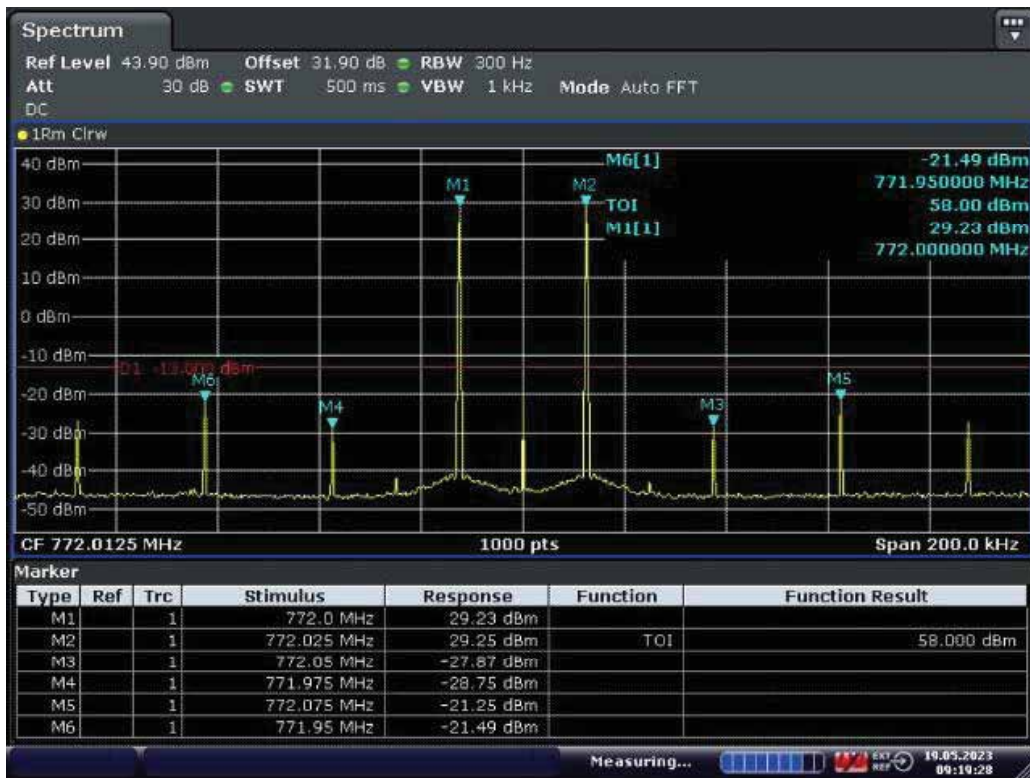 Spectrum
Ref Level 43.90 dBm Offset 31.90 dB RBW 300 Hz
Att 30 dB SWT 500 ms VBW 1 kHz Mode Auto FFT
DC
1Rm Clrw
40 dBm
30 dBm
20 dBm
10 dBm
0 dBm
-10 dBm
-20 dBm
-30 dBm
-40 dBm
-50 dBm
M6[1] -21.49 dBm
771.950000 MHz
TOI 58.00 dBm
M1[1] 29.23 dBm
772.000000 MHz
M1
M2
D1 -13.000 dBm
M6
M4
M3
M5
CF 772.0125 MHz 1000 pts Span 200.0 kHz
Marker
Type Ref Trc Stimulus Response Function Function Result
M1 1 772.0 MHz 29.23 dBm
M2 1 772.025 MHz 29.25 dBm TOI 58.000 dBm
M3 1 772.05 MHz -27.87 dBm
M4 1 771.975 MHz -28.75 dBm
M5 1 772.075 MHz -21.25 dBm
M6 1 771.95 MHz -21.49 dBm
Measuring... EXT REF 19.05.2023
09:19:28